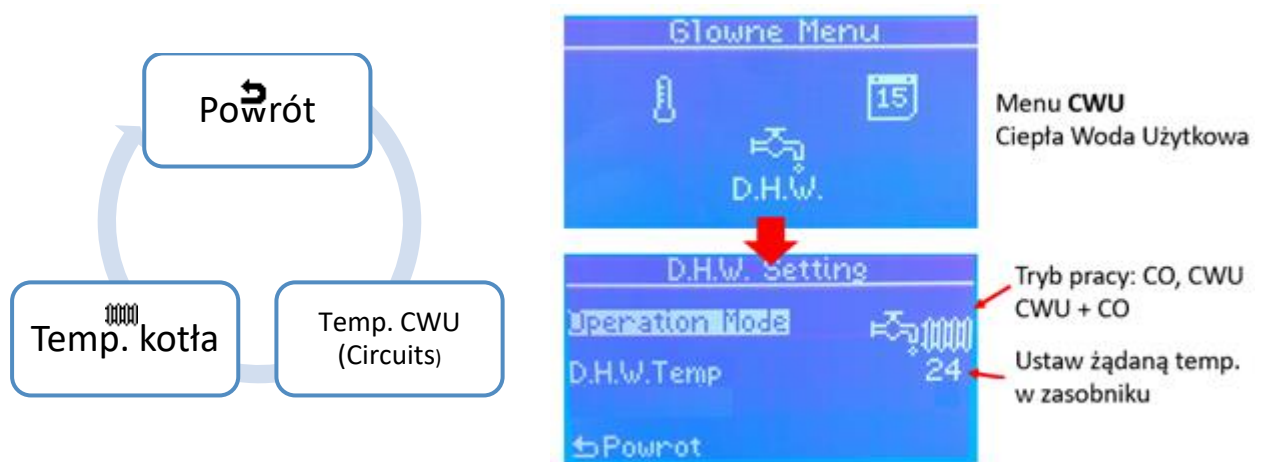 Powrót
Temp. kotła
Temp. CWU
(Circuits)
Glowne Menu
15
D.H.W.
Menu CWU
Ciepła Woda Użytkowa
D.H.W. Setting
Operation Mode
D.H.W.Temp 24
Powrot
Tryb pracy: CO, CWU
CWU + CO
Ustaw żądaną temp.
w zasobniku